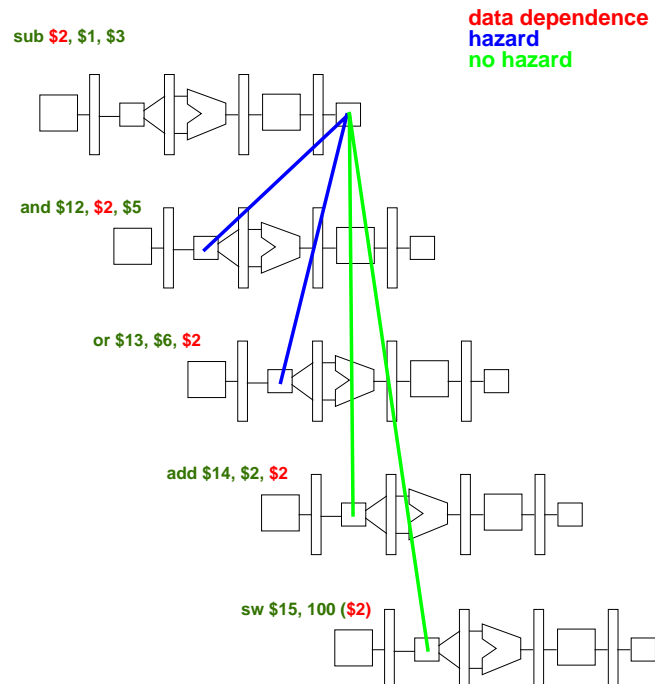 data dependence
hazard
no hazard
sub $2, $1, $3
and $12, $2, $5
or $13, $6, $2
add $14, $2, $2
sw $15, 100 ($2)